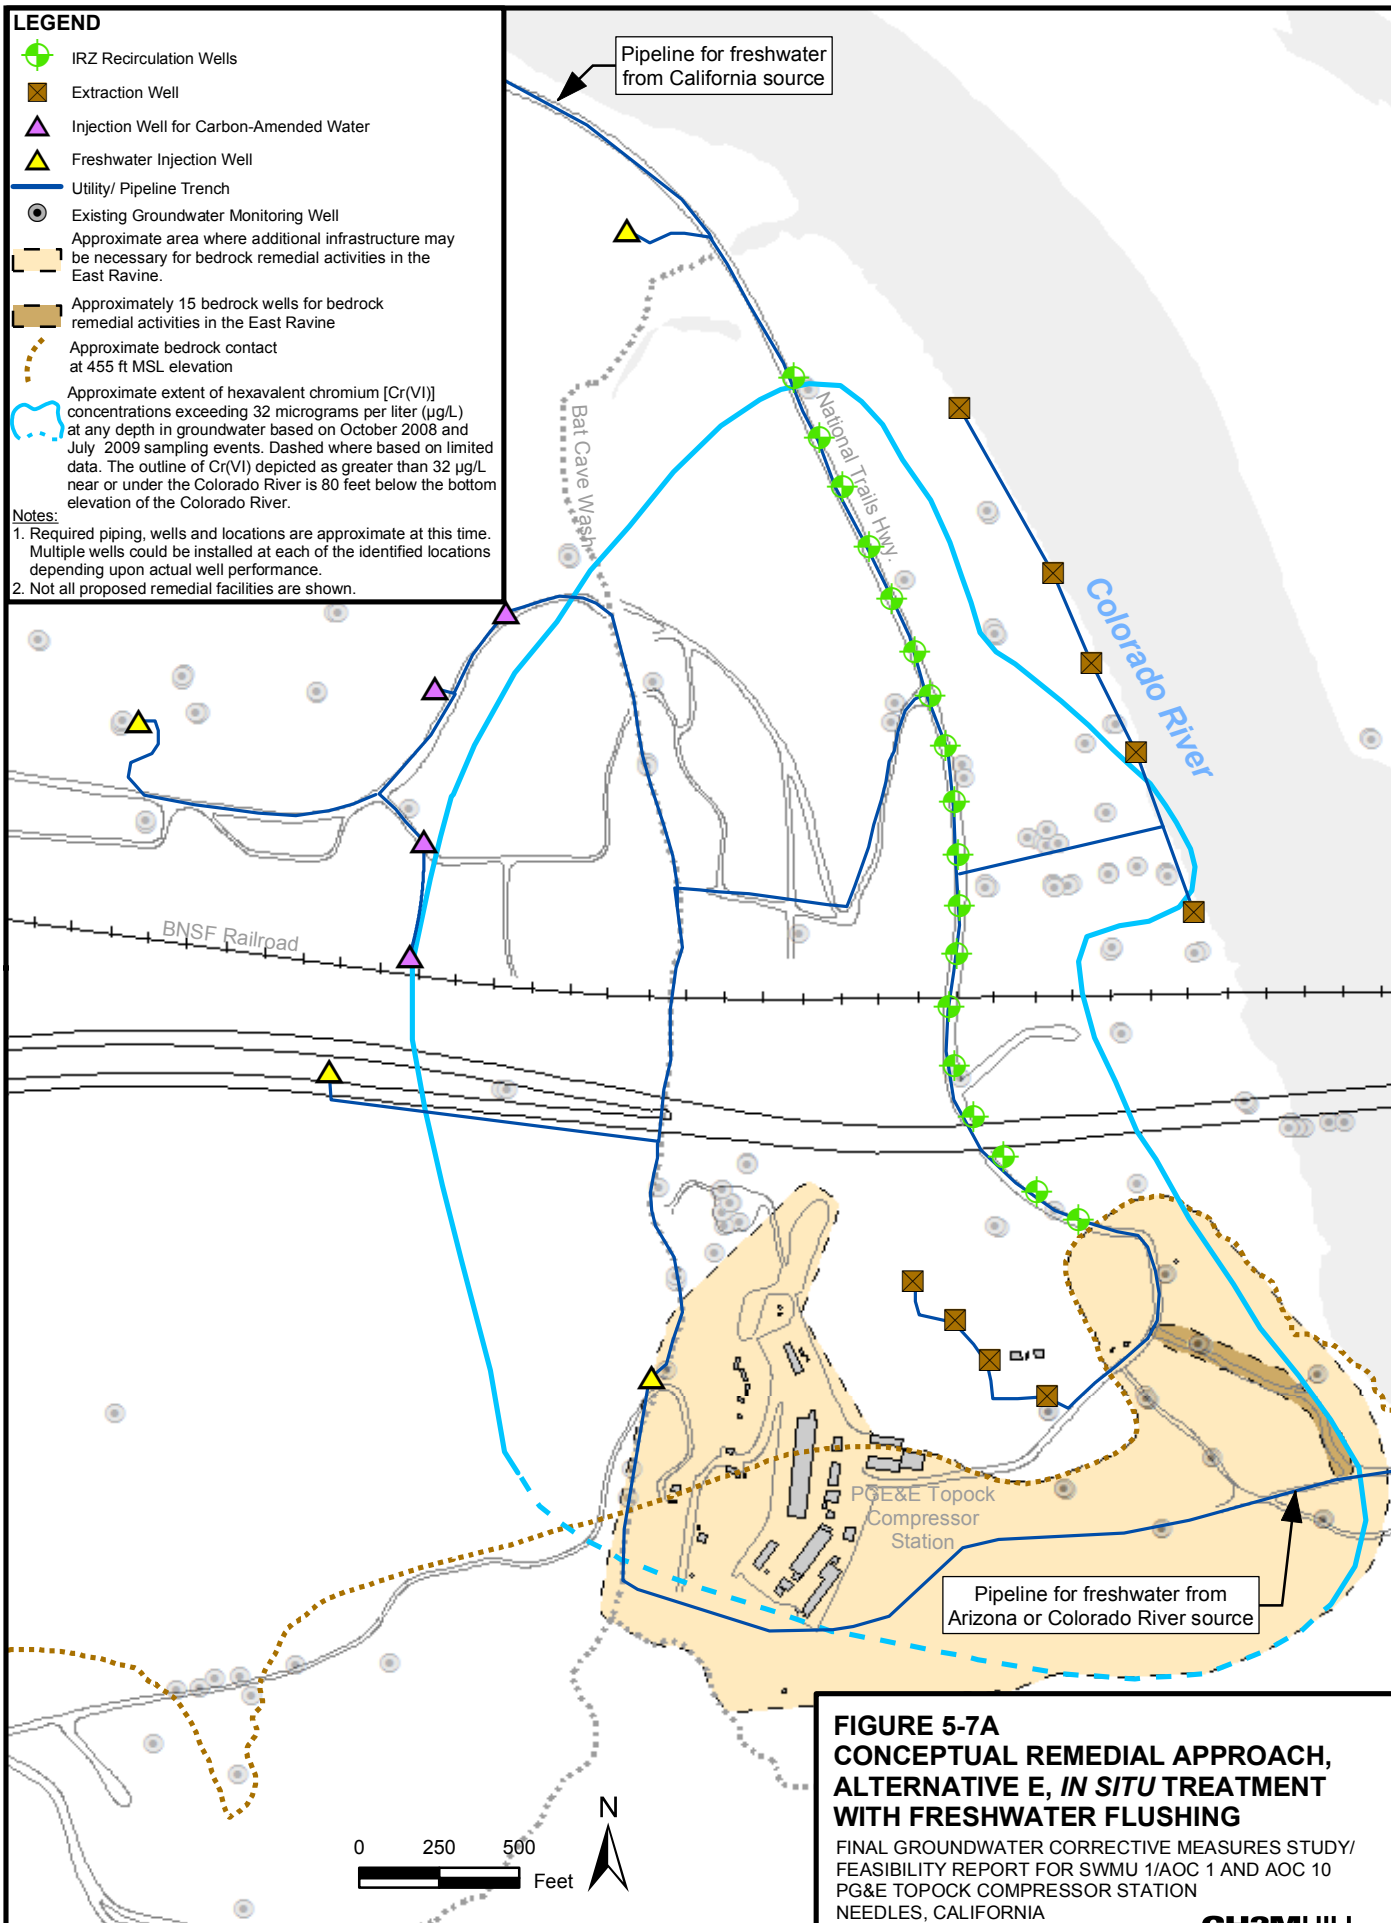 LEGEND
IRZ Recirculation Wells
Extraction Well
Injection Well for Carbon-Amended Water
Freshwater Injection Well
Utility/ Pipeline Trench
Existing Groundwater Monitoring Well
Approximate area where additional infrastructure may
be necessary for bedrock remedial activities in the
East Ravine.
Approximately 15 bedrock wells for bedrock
remedial activities in the East Ravine
Approximate bedrock contact
at 455 ft MSL elevation
Approximate extent of hexavalent chromium [Cr(VI)]
concentrations exceeding 32 micrograms per liter (µg/L)
at any depth in groundwater based on October 2008 and
July 2009 sampling events. Dashed where based on limited
data. The outline of Cr(VI) depicted as greater than 32 µg/L
near or under the Colorado River is 80 feet below the bottom
elevation of the Colorado River.
Notes:
1. Required piping, wells and locations are approximate at this time.
Multiple wells could be installed at each of the identified locations
depending upon actual well performance.
2. Not all proposed remedial facilities are shown.
Pipeline for freshwater
from California source
Bat Cave Wash
National Trails Hwy.
Colorado River
BNSF Railroad
PGE&E Topock
Compressor
Station
Pipeline for freshwater from
Arizona or Colorado River source
0 250 500
Feet
N
FIGURE 5-7A
CONCEPTUAL REMEDIAL APPROACH,
ALTERNATIVE E, IN SITU TREATMENT
WITH FRESHWATER FLUSHING
FINAL GROUNDWATER CORRECTIVE MEASURES STUDY/
FEASIBILITY REPORT FOR SWMU 1/AOC 1 AND AOC 10
PG&E TOPOCK COMPRESSOR STATION
NEEDLES, CALIFORNIA